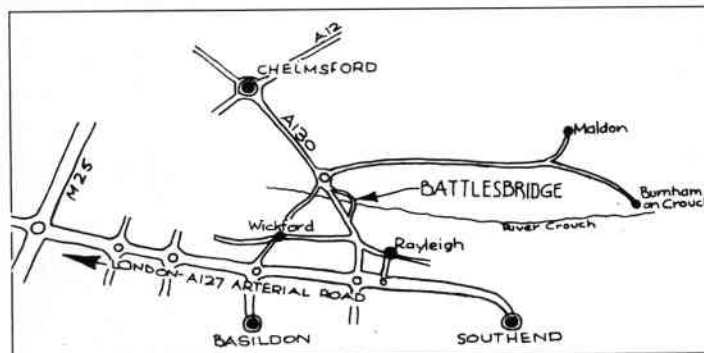 A12
CHELMSFORD
A130
Maldon
M25
BATTLESBRIDGE
Burnham
on Crouch
River Crouch
Wickford
Rayleigh
LONDON-A127 ARTERIAL ROAD
BASILDON
SOUTHEND